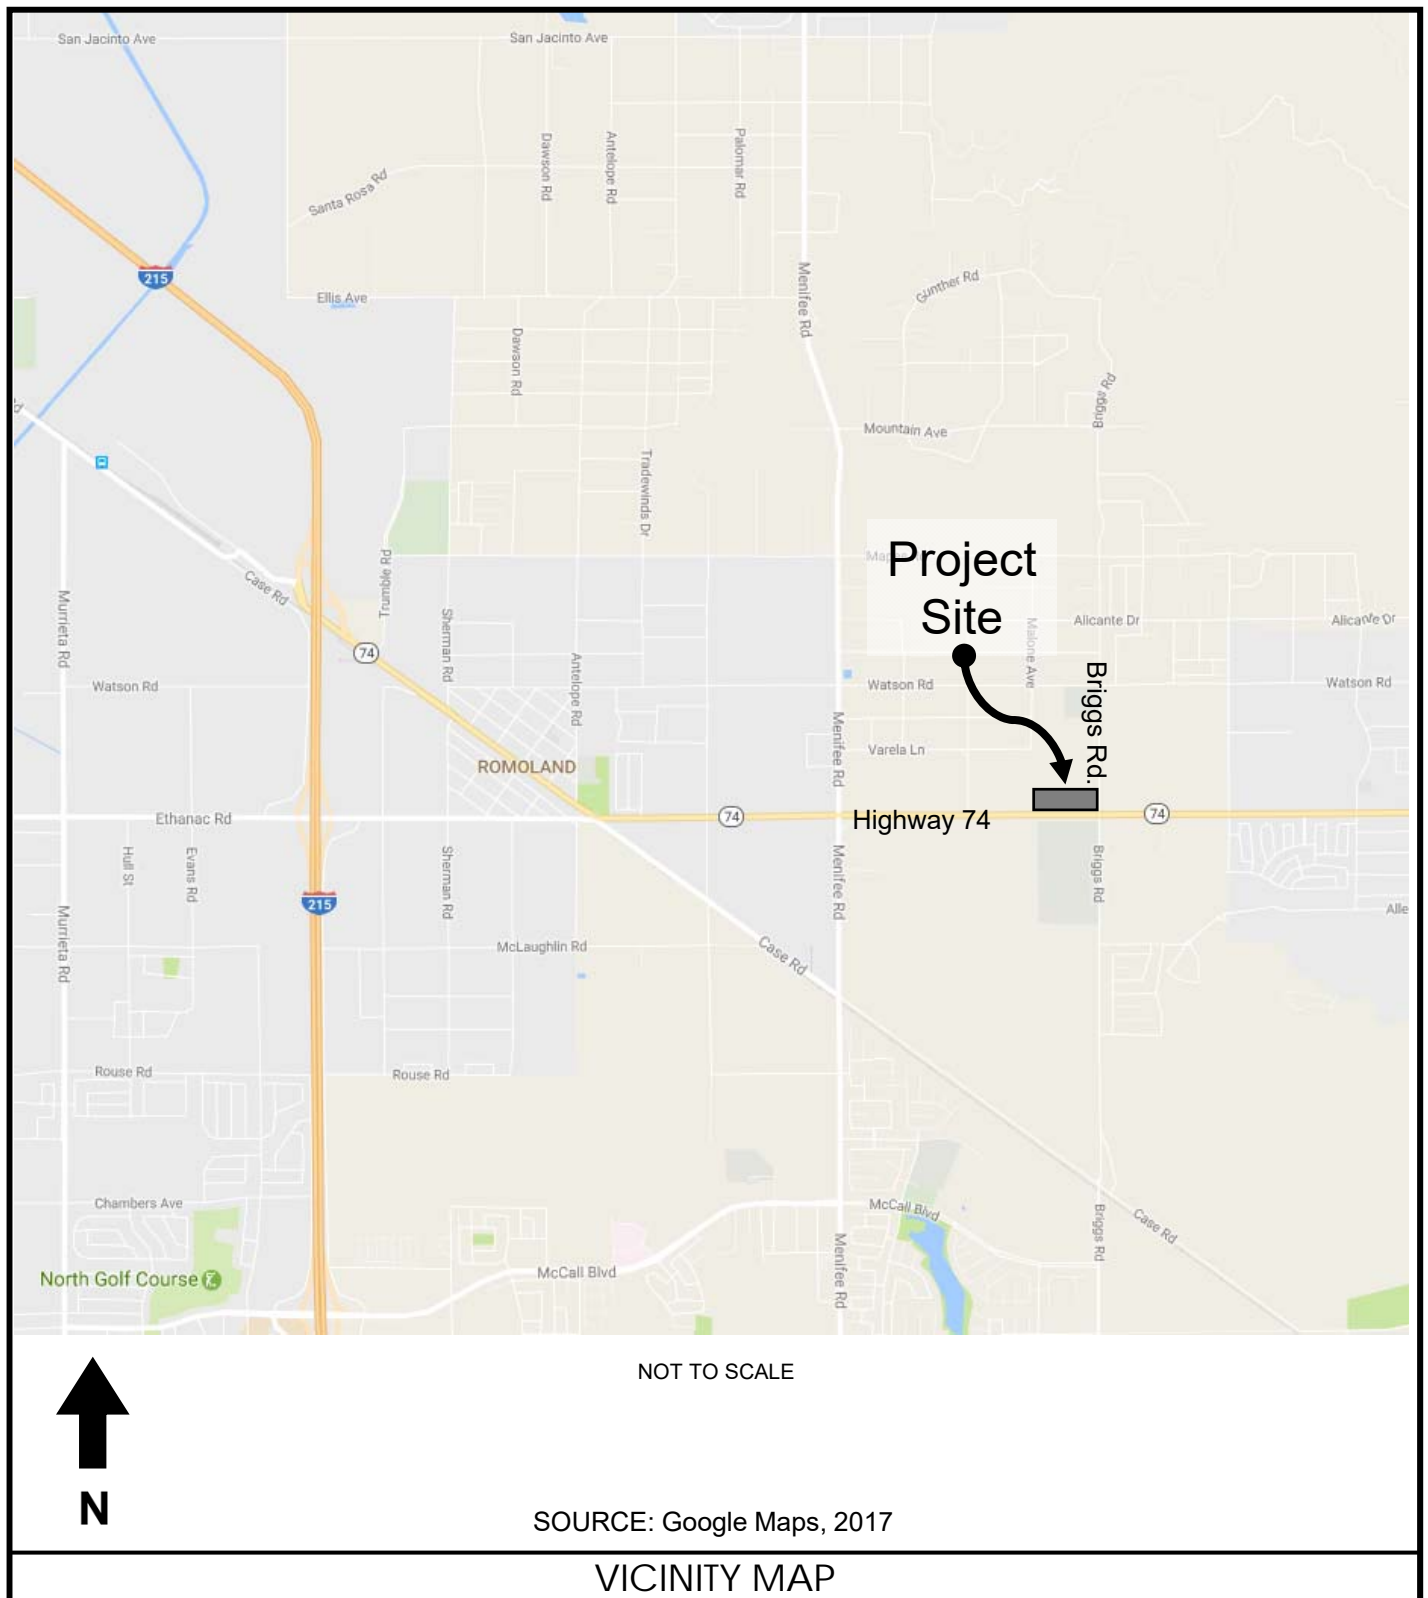 San Jacinto Ave
San Jacinto Ave
Dawson Rd
Antelope Rd
Palomar Rd
Santa Rosa Rd
215
Menifee Rd
Gunther Rd
Ellis Ave
Dawson Rd
Briggs Rd
Mountain Ave
Tradewinds Dr
Project
Site
Case Rd
Trumble Rd
Murrieta Rd
Sherman Rd
Malone Ave
Alicante Dr
Alicante Dr
74
Antelope Rd
Watson Rd
Watson Rd
Watson Rd
Briggs Rd.
Menifee Rd
Varela Ln
ROMOLAND
Ethanac Rd
74
Highway 74
74
Hull St
Evans Rd
Sherman Rd
Menifee Rd
Briggs Rd
215
Murrieta Rd
Alle
McLaughlin Rd
Case Rd
Rouse Rd
Rouse Rd
Chambers Ave
McCall Blvd
Briggs Rd
Case Rd
Menifee Rd
North Golf Course
McCall Blvd
NOT TO SCALE
N
SOURCE: Google Maps, 2017
VICINITY MAP